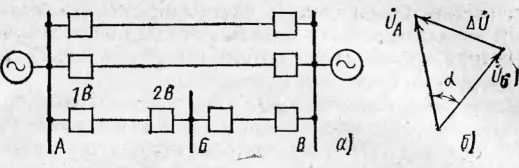 1В 2В
А Б В а)
U̇А ΔU̇
U̇Б
α
б)